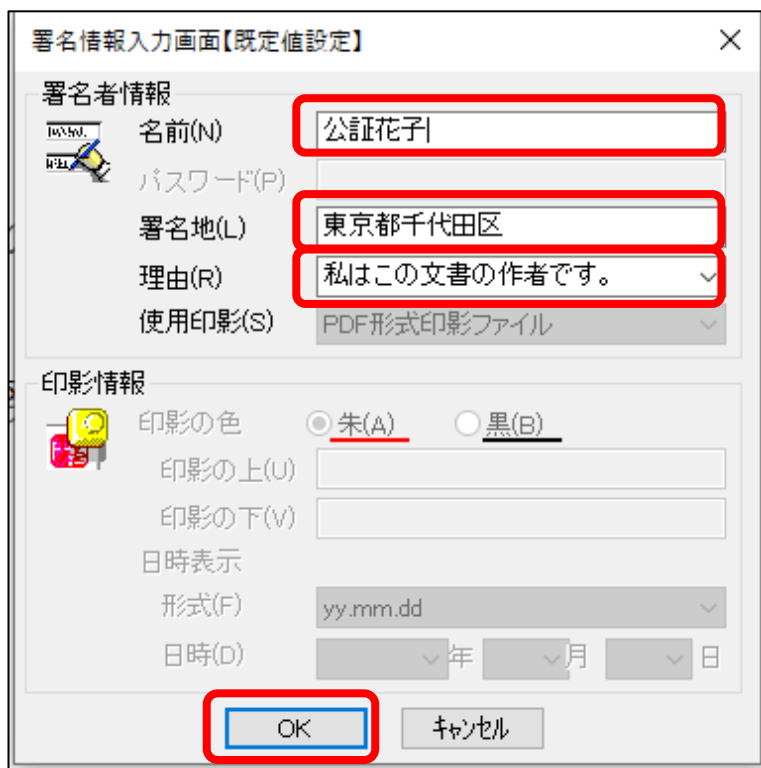 署名情報入力画面【既定値設定】
署名者情報
名前(N) 公証花子
パスワード(P)
署名地(L) 東京都千代田区
理由(R) 私はこの文書の作者です。
使用印影(S) PDF形式印影ファイル
印影情報
印影の色 朱(A) 黒(B)
印影の上(U)
印影の下(V)
日時表示
形式(F) yy.mm.dd
日時(D) 年 月 日
OK キャンセル